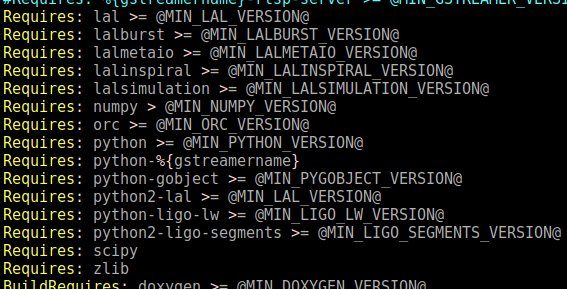 #Requires: %{gstreamername}-rtsp-server >= @MIN_GSTREAMER_VERSION@
Requires: lal >= @MIN_LAL_VERSION@
Requires: lalburst >= @MIN_LALBURST_VERSION@
Requires: lalmetaio >= @MIN_LALMETAIO_VERSION@
Requires: lalinspiral >= @MIN_LALINSPIRAL_VERSION@
Requires: lalsimulation >= @MIN_LALSIMULATION_VERSION@
Requires: numpy > @MIN_NUMPY_VERSION@
Requires: orc >= @MIN_ORC_VERSION@
Requires: python >= @MIN_PYTHON_VERSION@
Requires: python-%{gstreamername}
Requires: python-gobject >= @MIN_PYGOBJECT_VERSION@
Requires: python2-lal >= @MIN_LAL_VERSION@
Requires: python-ligo-lw >= @MIN_LIGO_LW_VERSION@
Requires: python2-ligo-segments >= @MIN_LIGO_SEGMENTS_VERSION@
Requires: scipy
Requires: zlib
BuildRequires: doxygen >= @MIN_DOXYGEN_VERSION@